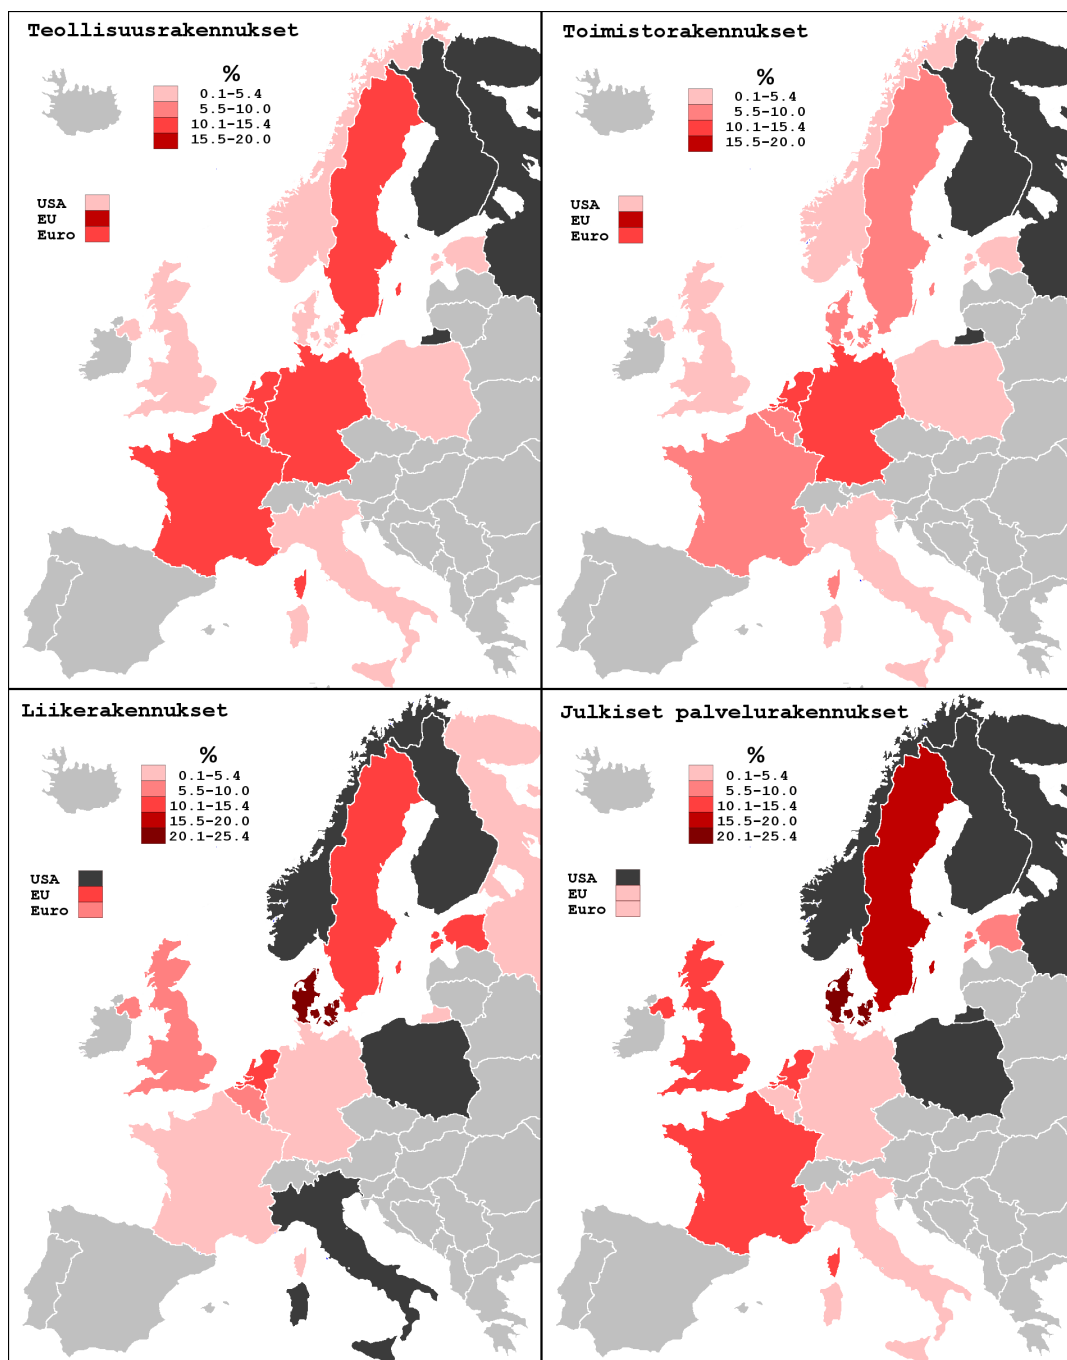 Teollisuusrakennukset
%
0.1-5.4
5.5-10.0
10.1-15.4
15.5-20.0
USA
EU
Euro
Toimistorakennukset
%
0.1-5.4
5.5-10.0
10.1-15.4
15.5-20.0
USA
EU
Euro
Liikerakennukset
%
0.1-5.4
5.5-10.0
10.1-15.4
15.5-20.0
20.1-25.4
USA
EU
Euro
Julkiset palvelurakennukset
%
0.1-5.4
5.5-10.0
10.1-15.4
15.5-20.0
20.1-25.4
USA
EU
Euro